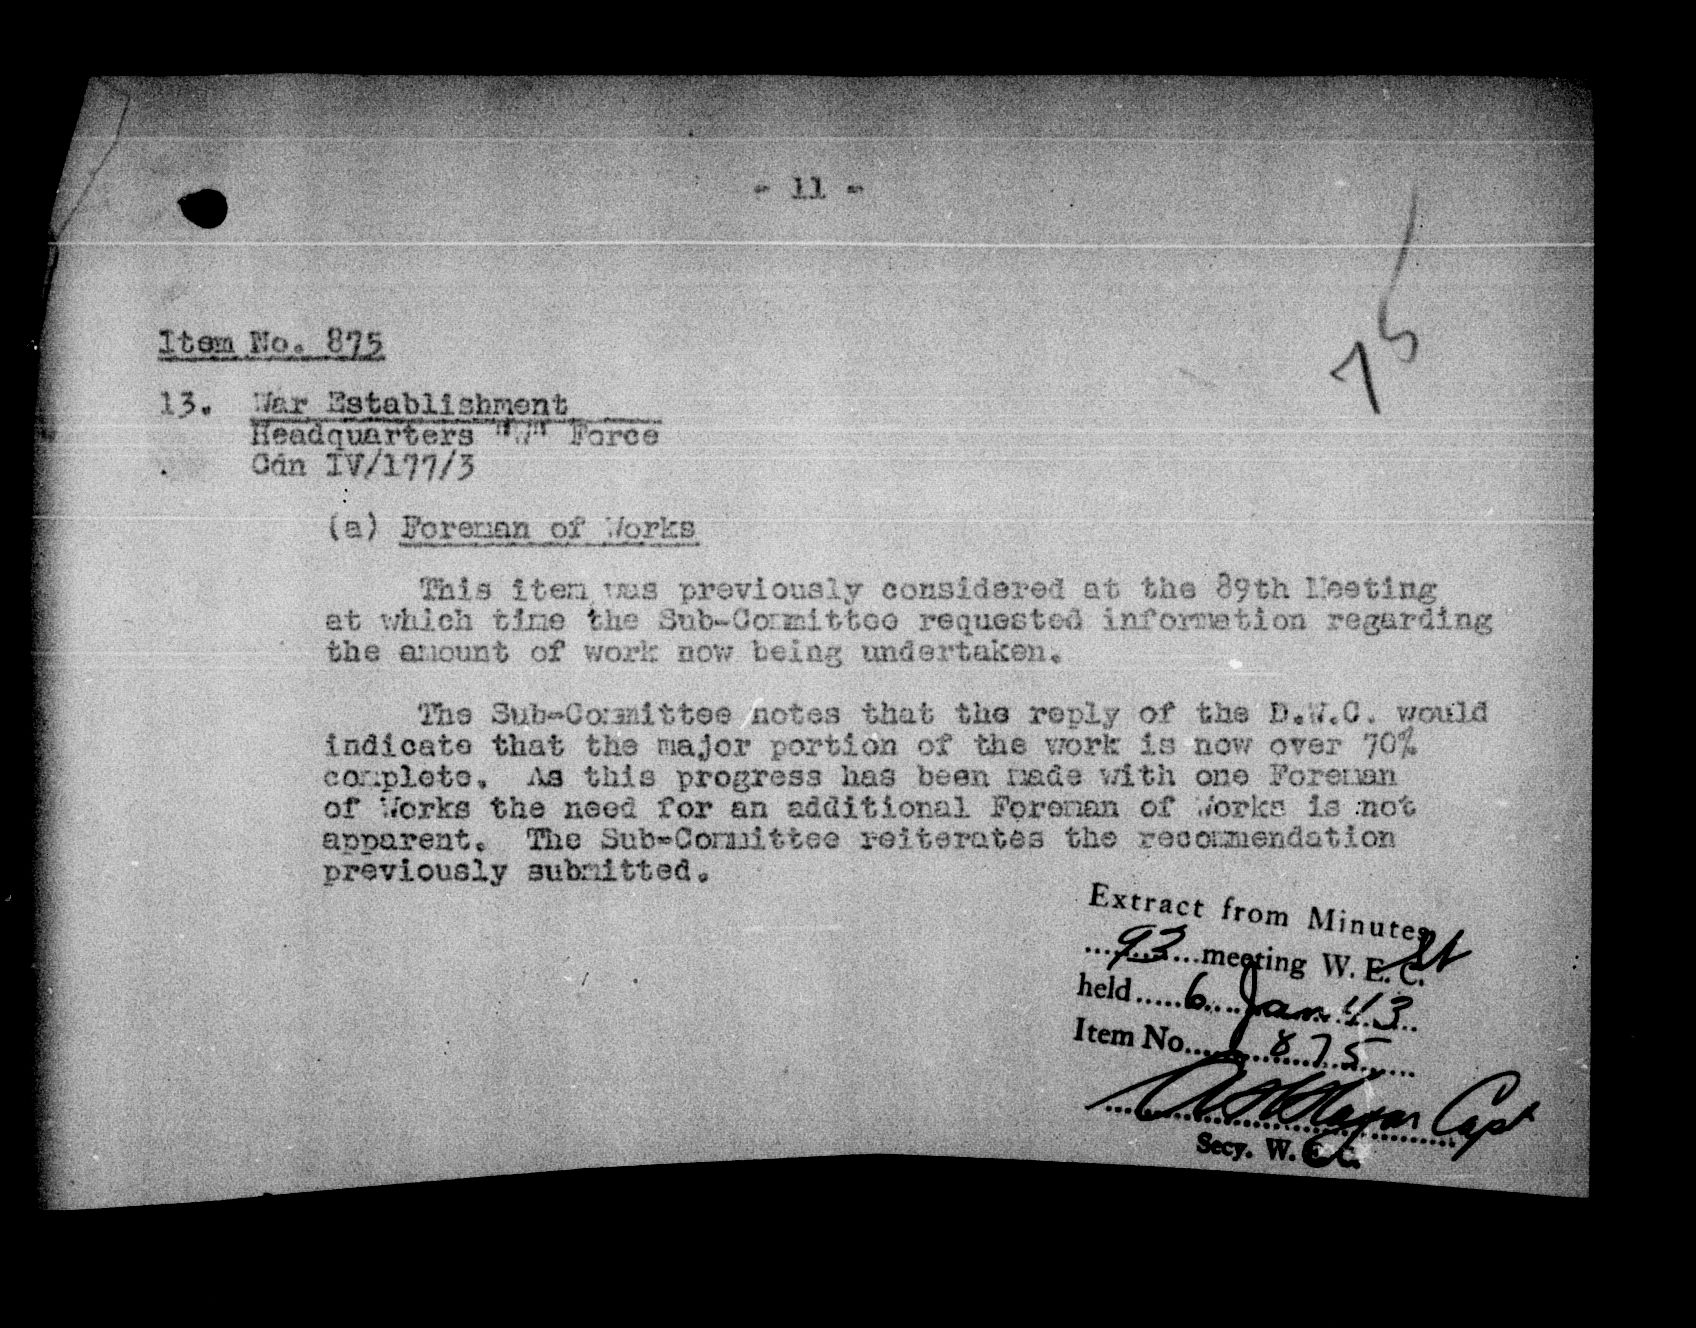 - 11 -
75
Item No. 875
13. War Establishment
Headquarters "W" Force
Cdn IV/177/3
(a) Foreman of Works
This item was previously considered at the 89th Meeting
at which time the Sub-Committee requested information regarding
the amount of work now being undertaken.
The Sub-Committee notes that the reply of the D.W.C. would
indicate that the major portion of the work is now over 70%
complete. As this progress has been made with one Foreman
of Works the need for an additional Foreman of Works is not
apparent. The Sub-Committee reiterates the recommendation
previously submitted.
Extract from Minutes
....93....meeting W. E. C.
held.....6...Jan. 43..
Item No.....875....
Capt
Secy. W. E. C.